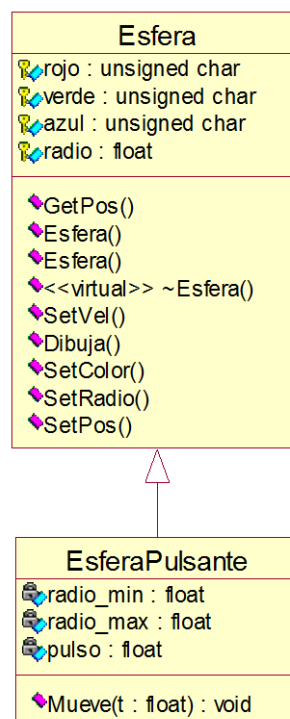 Esfera
rojo : unsigned char
verde : unsigned char
azul : unsigned char
radio : float
GetPos()
Esfera()
Esfera()
<<virtual>> ~Esfera()
SetVel()
Dibuja()
SetColor()
SetRadio()
SetPos()
EsferaPulsante
radio_min : float
radio_max : float
pulso : float
Mueve(t : float) : void